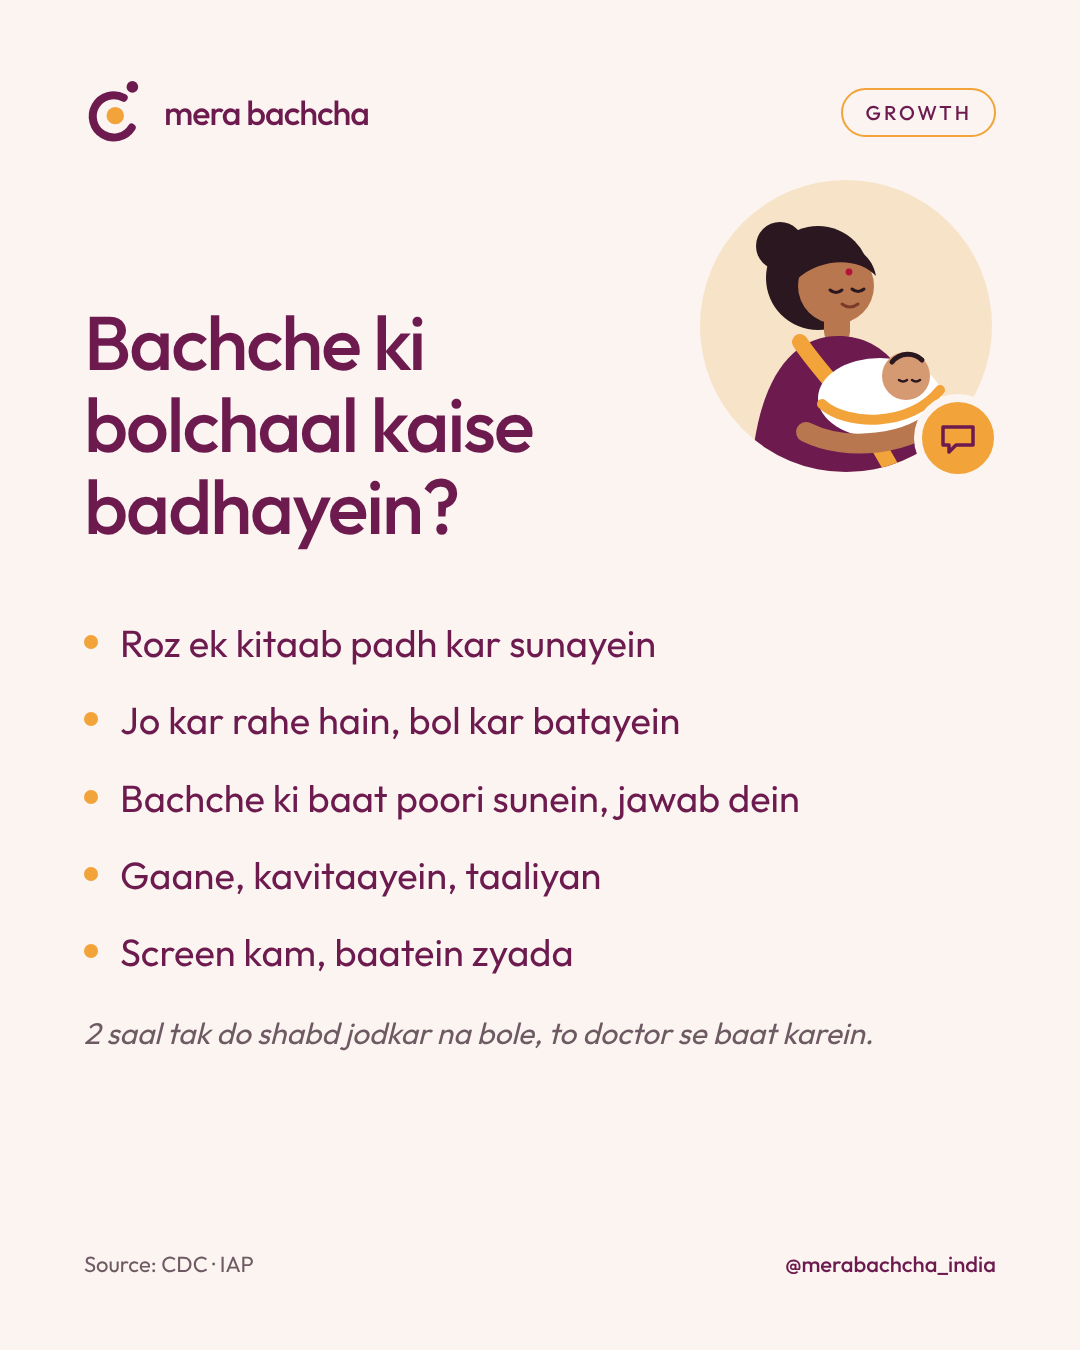 mera bachcha
GROWTH
Bachche ki
bolchaal kaise
badhayein?
Roz ek kitaab padh kar sunayein
Jo kar rahe hain, bol kar batayein
Bachche ki baat poori sunein, jawab dein
Gaane, kavitaayein, taaliyan
Screen kam, baatein zyada
2 saal tak do shabd jodkar na bole, to doctor se baat karein.
Source: CDC · IAP
@merabachcha_india